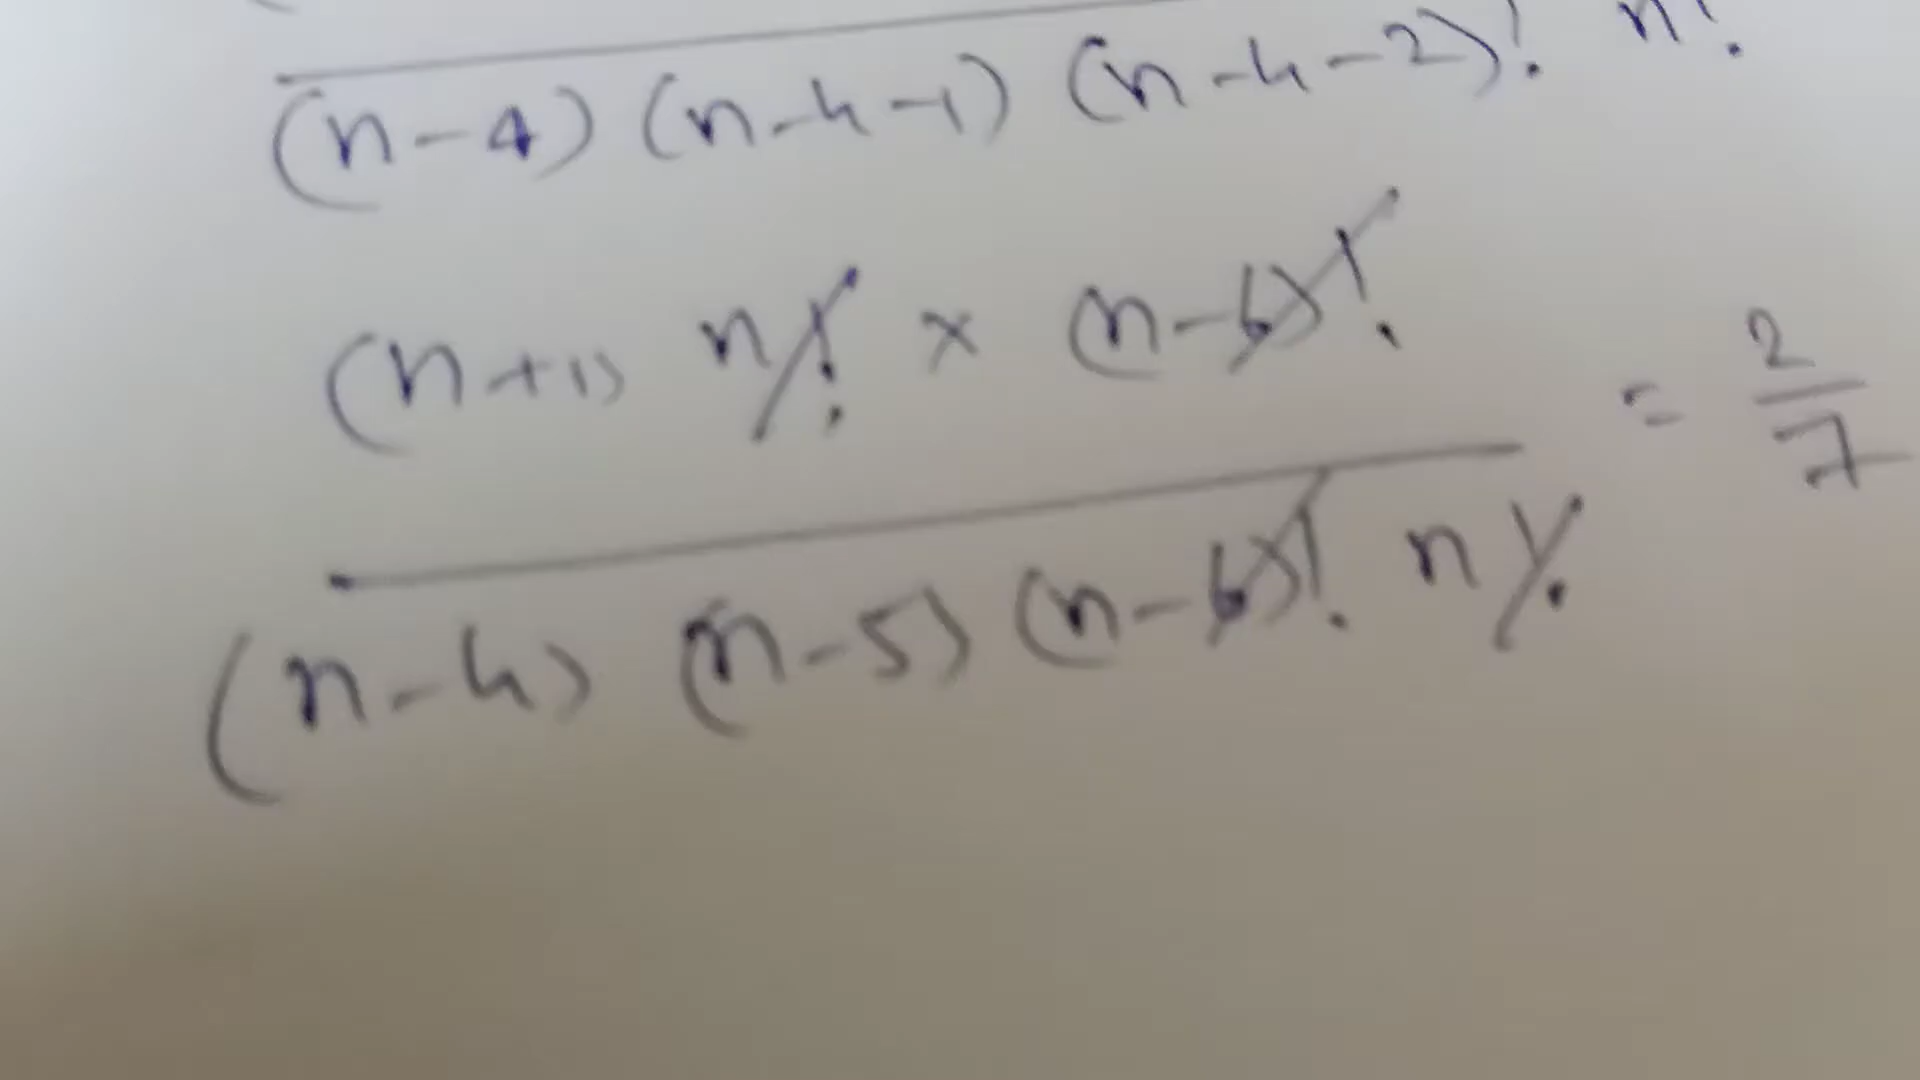 (n-4) (n-4-1) (n-4-2)! n!
(n+1) n! × (n-6)!
= 2/7
(n-4) (n-5) (n-6)! n!